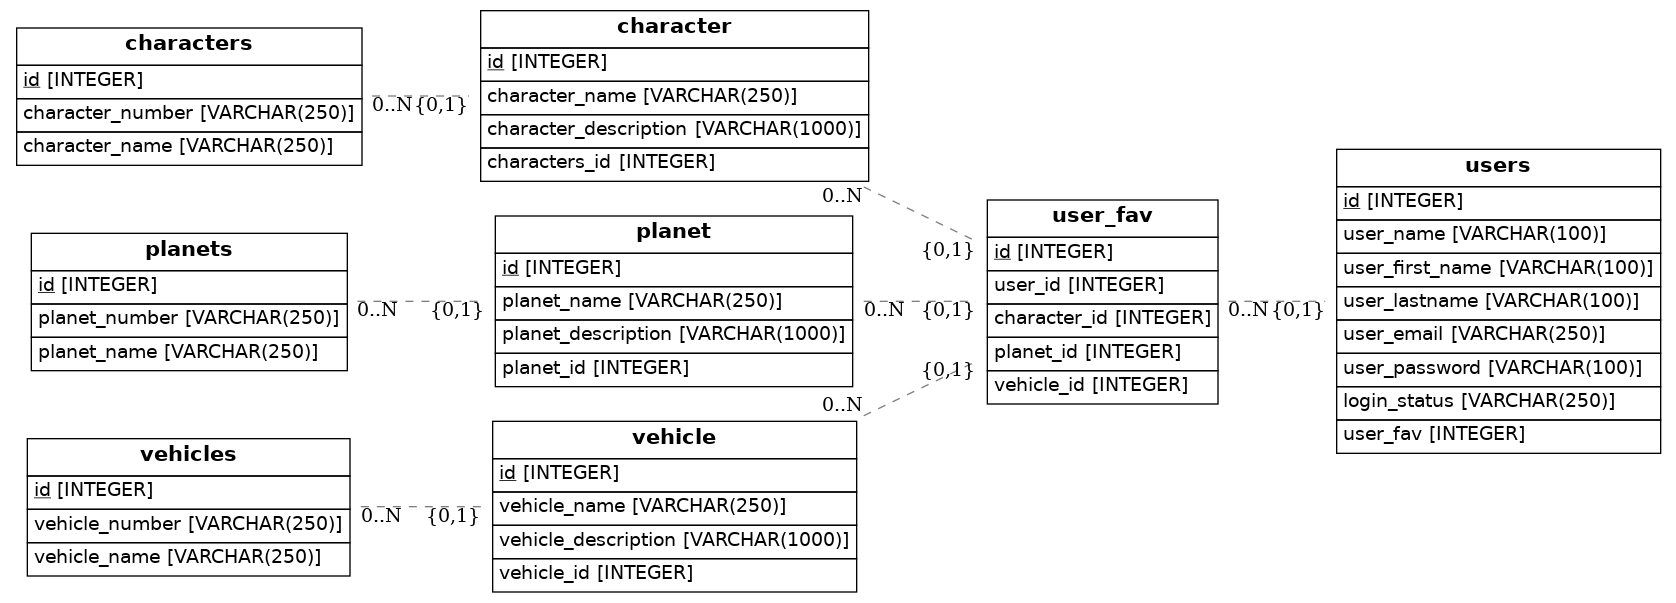 characters
id [INTEGER]
character_number [VARCHAR(250)]
character_name [VARCHAR(250)]
0..N {0,1}
character
id [INTEGER]
character_name [VARCHAR(250)]
character_description [VARCHAR(1000)]
characters_id [INTEGER]
0..N
{0,1}
planets
id [INTEGER]
planet_number [VARCHAR(250)]
planet_name [VARCHAR(250)]
0..N {0,1}
planet
id [INTEGER]
planet_name [VARCHAR(250)]
planet_description [VARCHAR(1000)]
planet_id [INTEGER]
0..N {0,1}
vehicles
id [INTEGER]
vehicle_number [VARCHAR(250)]
vehicle_name [VARCHAR(250)]
0..N {0,1}
vehicle
id [INTEGER]
vehicle_name [VARCHAR(250)]
vehicle_description [VARCHAR(1000)]
vehicle_id [INTEGER]
0..N
{0,1}
user_fav
id [INTEGER]
user_id [INTEGER]
character_id [INTEGER]
planet_id [INTEGER]
vehicle_id [INTEGER]
0..N {0,1}
users
id [INTEGER]
user_name [VARCHAR(100)]
user_first_name [VARCHAR(100)]
user_lastname [VARCHAR(100)]
user_email [VARCHAR(250)]
user_password [VARCHAR(100)]
login_status [VARCHAR(250)]
user_fav [INTEGER]